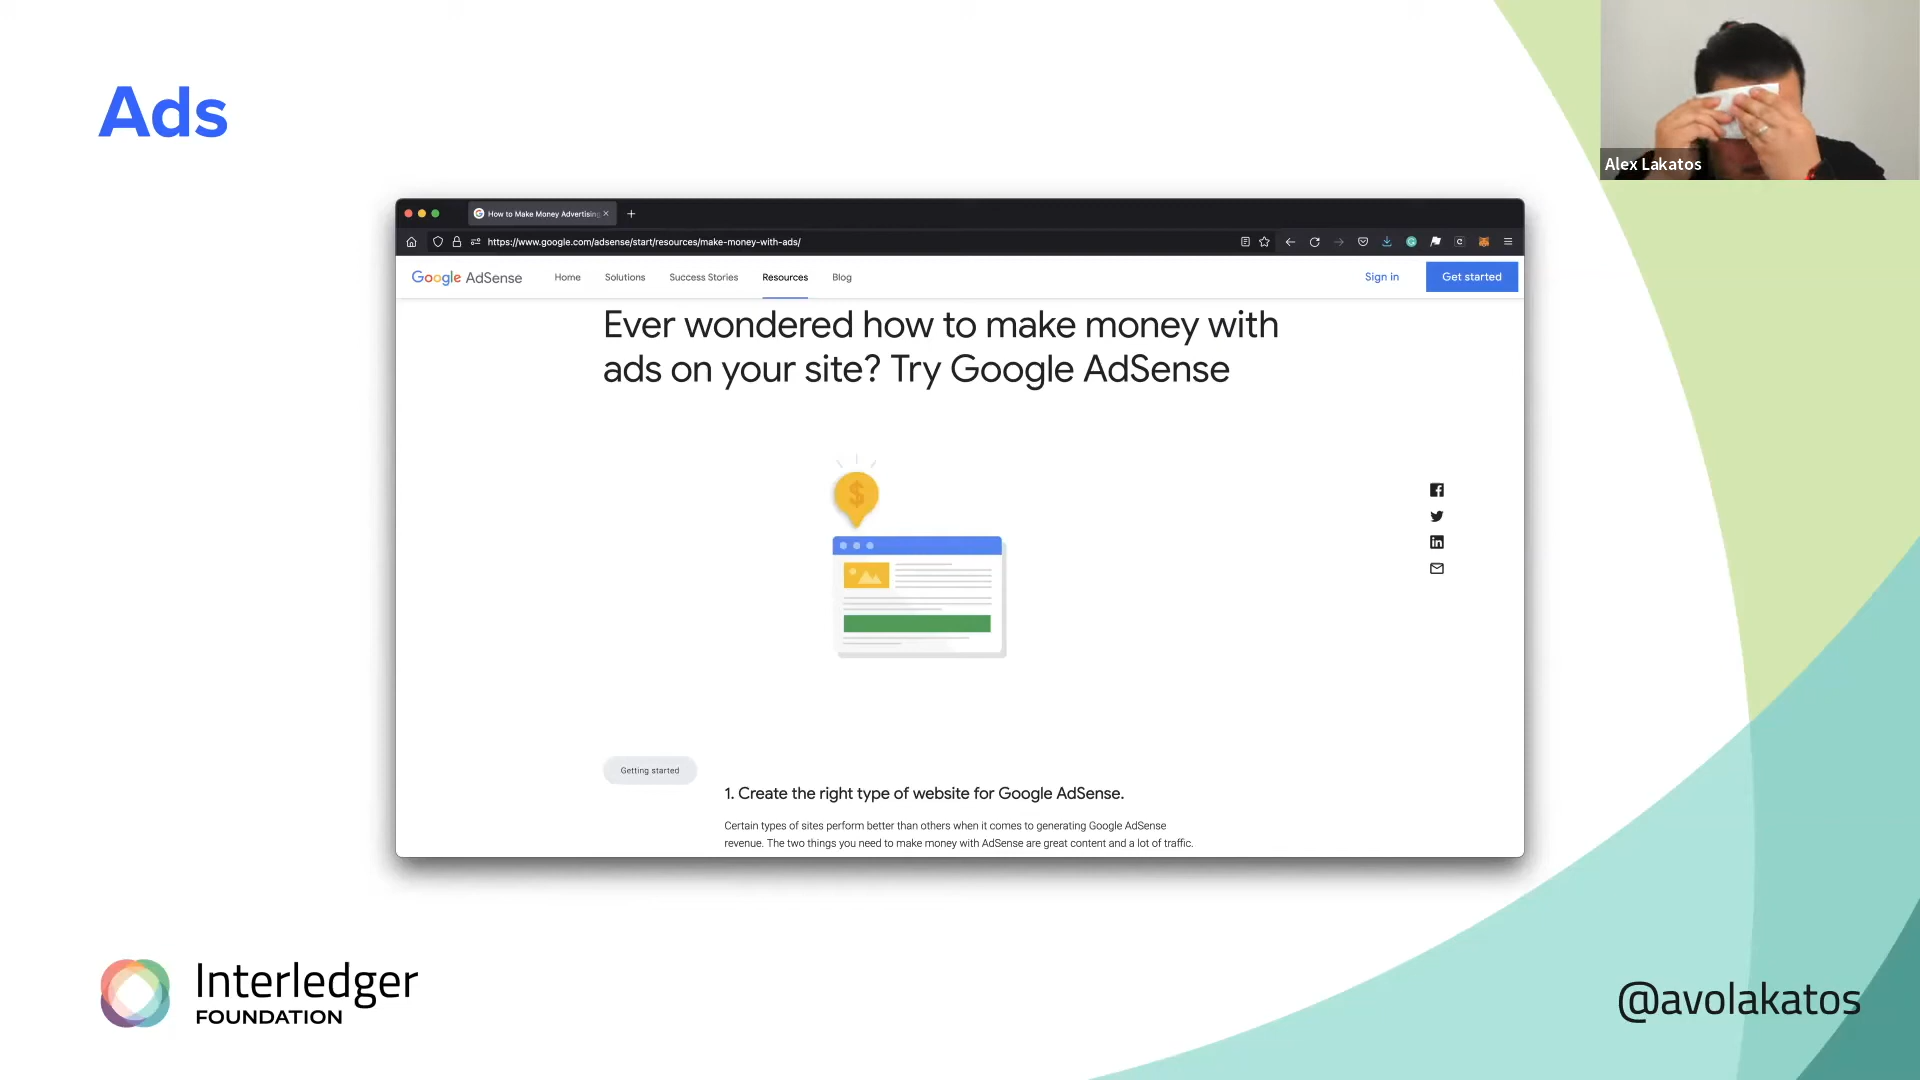 Ads
Alex Lakatos
How to Make Money Advertising
https://www.google.com/adsense/start/resources/make-money-with-ads/
Google AdSense Home Solutions Success Stories Resources Blog Sign in Get started
Ever wondered how to make money with
ads on your site? Try Google AdSense
$
Getting started
1. Create the right type of website for Google AdSense.
Certain types of sites perform better than others when it comes to generating Google AdSense
revenue. The two things you need to make money with AdSense are great content and a lot of traffic.
Interledger
FOUNDATION
@avolakatos